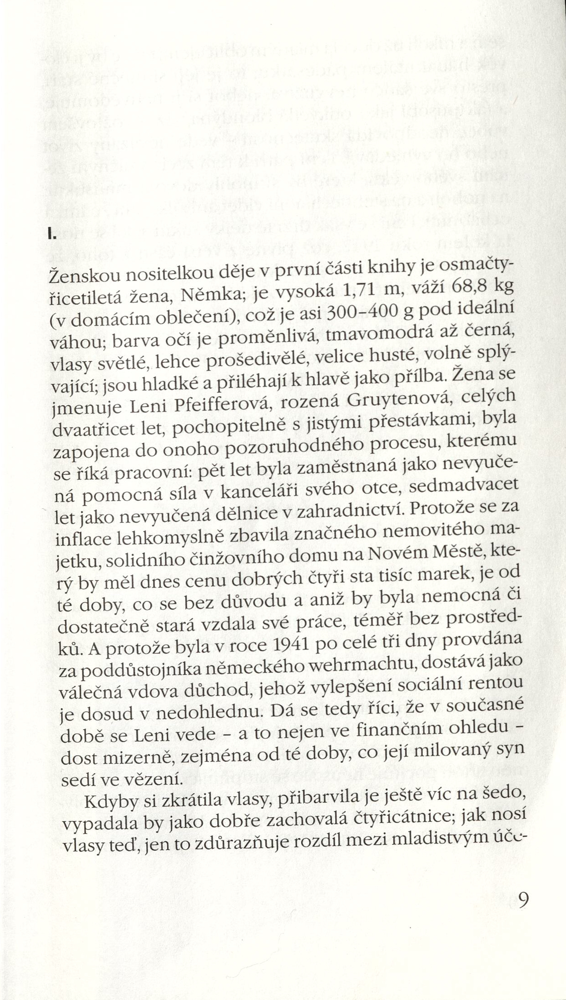 I.
Ženskou nositelkou děje v první části knihy je osmačty-
řicetiletá žena, Němka; je vysoká 1,71 m, váží 68,8 kg
(v domácím oblečení), což je asi 300–400 g pod ideální
váhou; barva očí je proměnlivá, tmavomodrá až černá,
vlasy světlé, lehce prošedivělé, velice husté, volně splý-
vající; jsou hladké a přiléhají k hlavě jako přílba. Žena se
jmenuje Leni Pfeifferová, rozená Gruytenová, celých
dvaatřicet let, pochopitelně s jistými přestávkami, byla
zapojena do onoho pozoruhodného procesu, kterému
se říká pracovní: pět let byla zaměstnaná jako nevyuče-
ná pomocná síla v kanceláři svého otce, sedmadvacet
let jako nevyučená dělnice v zahradnictví. Protože se za
inflace lehkomyslně zbavila značného nemovitého ma-
jetku, solidního činžovního domu na Novém Městě, kte-
rý by měl dnes cenu dobrých čtyři sta tisíc marek, je od
té doby, co se bez důvodu a aniž by byla nemocná či
dostatečně stará vzdala své práce, téměř bez prostřed-
ků. A protože byla v roce 1941 po celé tři dny provdána
za poddůstojníka německého wehrmachtu, dostává jako
válečná vdova důchod, jehož vylepšení sociální rentou
je dosud v nedohlednu. Dá se tedy říci, že v současné
době se Leni vede – a to nejen ve finančním ohledu –
dost mizerně, zejména od té doby, co její milovaný syn
sedí ve vězení.
Kdyby si zkrátila vlasy, přibarvila je ještě víc na šedo,
vypadala by jako dobře zachovalá čtyřicátnice; jak nosí
vlasy teď, jen to zdůrazňuje rozdíl mezi mladistvým úče-
9